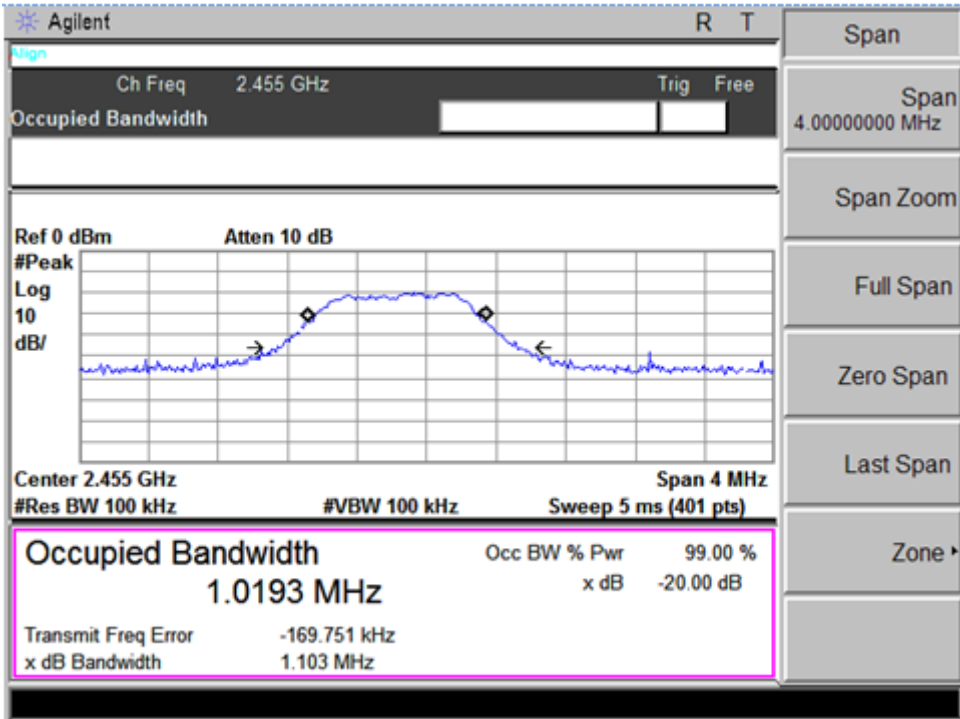 Agilent R T
Align
Ch Freq 2.455 GHz Trig Free
Occupied Bandwidth
Ref 0 dBm Atten 10 dB
#Peak
Log
10
dB/
Center 2.455 GHz Span 4 MHz
#Res BW 100 kHz #VBW 100 kHz Sweep 5 ms (401 pts)
Occupied Bandwidth Occ BW % Pwr 99.00 %
1.0193 MHz x dB -20.00 dB
Transmit Freq Error -169.751 kHz
x dB Bandwidth 1.103 MHz
Span
Span
4.00000000 MHz
Span Zoom
Full Span
Zero Span
Last Span
Zone